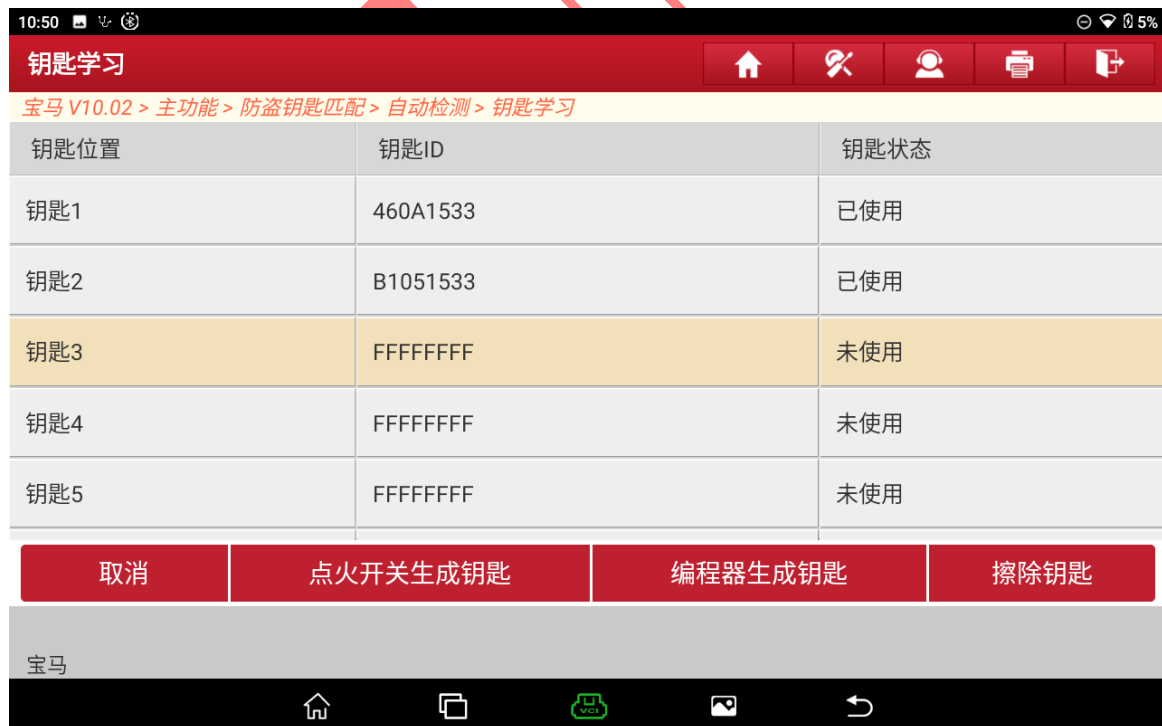 10:50 5%
钥匙学习
宝马 V10.02 > 主功能 > 防盗钥匙匹配 > 自动检测 > 钥匙学习
钥匙位置 钥匙ID 钥匙状态
钥匙1 460A1533 已使用
钥匙2 B1051533 已使用
钥匙3 FFFFFFFF 未使用
钥匙4 FFFFFFFF 未使用
钥匙5 FFFFFFFF 未使用
取消 点火开关生成钥匙 编程器生成钥匙 擦除钥匙
宝马
VCI